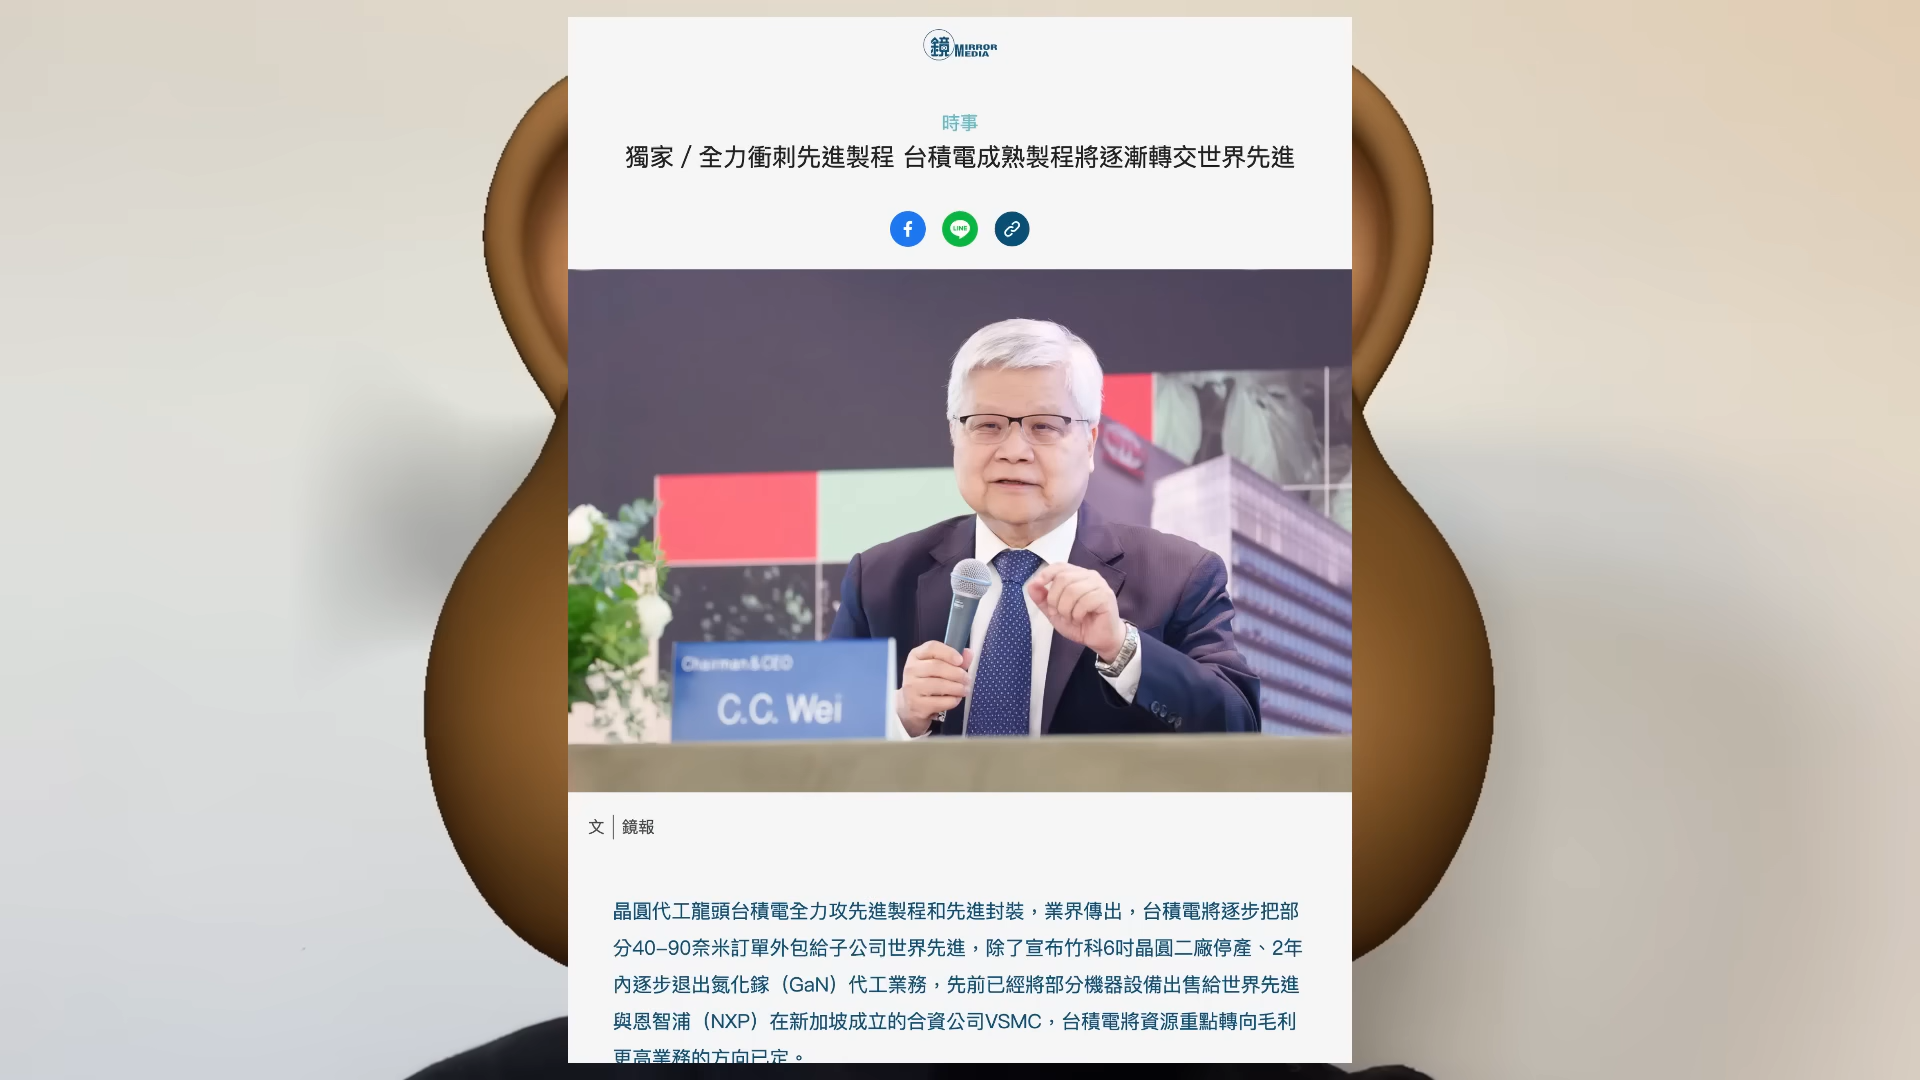 鏡 MIRROR MEDIA
時事
獨家/全力衝刺先進製程 台積電成熟製程將逐漸轉交世界先進
LINE
Chairman & CEO
C.C. Wei
文 鏡報
晶圓代工龍頭台積電全力攻先進製程和先進封裝，業界傳出，台積電將逐步把部
分40–90奈米訂單外包給子公司世界先進，除了宣布竹科6吋晶圓二廠停產、2年
內逐步退出氮化鎵（GaN）代工業務，先前已經將部分機器設備出售給世界先進
與恩智浦（NXP）在新加坡成立的合資公司VSMC，台積電將資源重點轉向毛利
更高業務的方向已定。